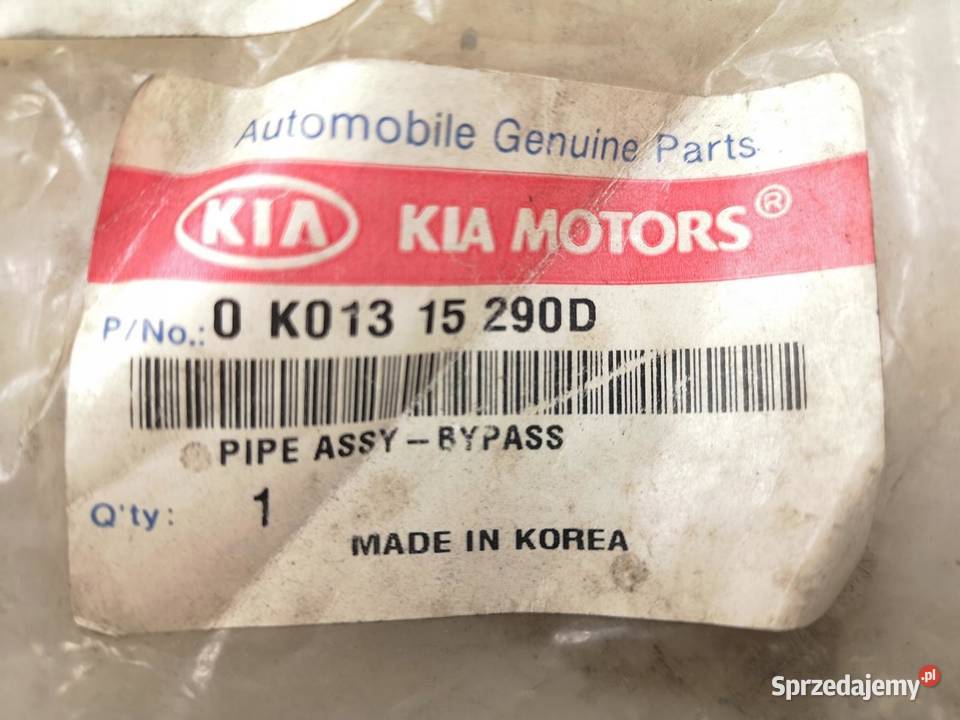 Automobile Genuine Parts
KIA KIA MOTORS®
P/No.: 0 K013 15 290D
PIPE ASSY-BYPASS
Q'ty: 1
MADE IN KOREA
Sprzedajemy.pl